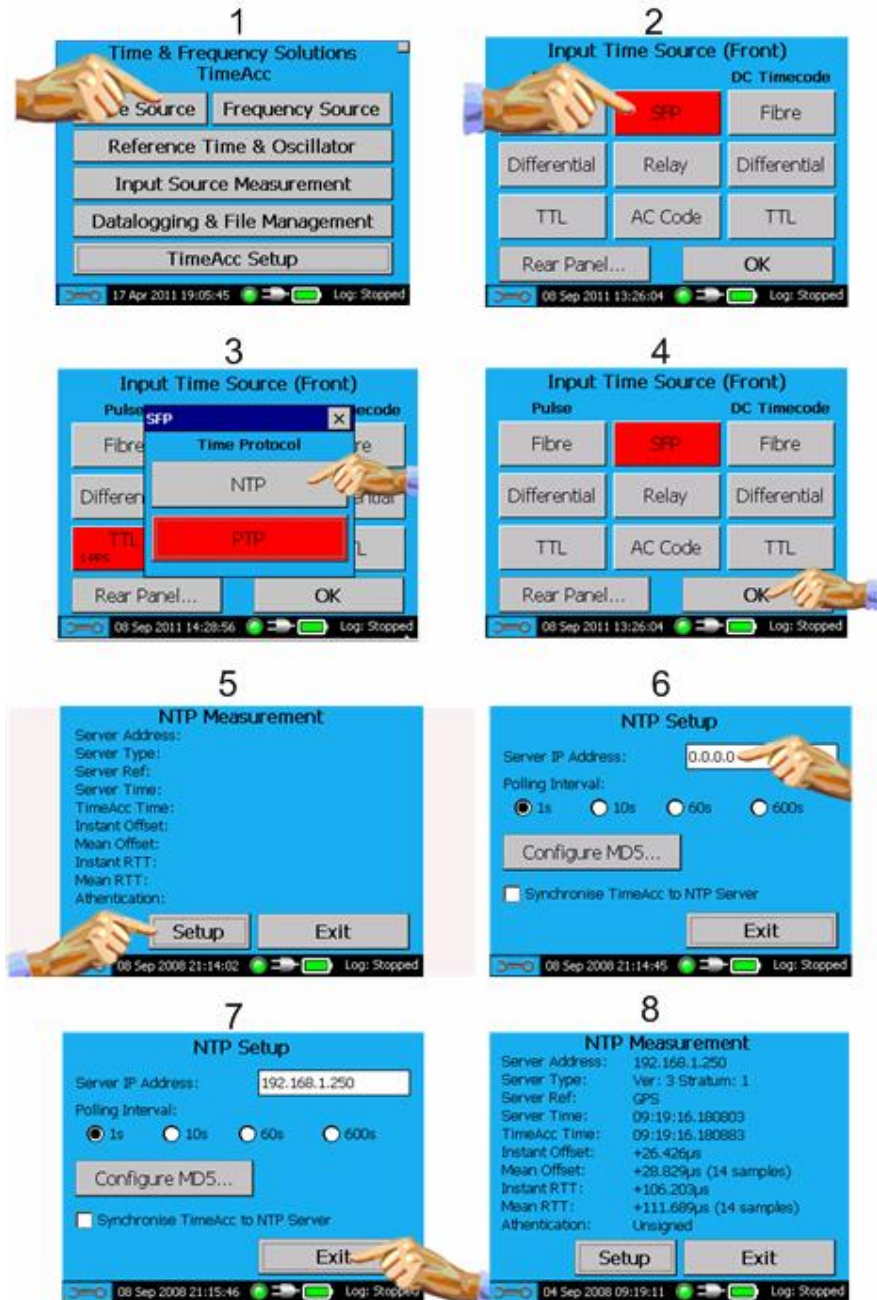 1
Time & Frequency Solutions
TimeAcc
Source
Frequency Source
Reference Time & Oscillator
Input Source Measurement
Datalogging & File Management
TimeAcc Setup
17 Apr 2011 19:05:45
Log: Stopped
2
Input Time Source (Front)
DC Timecode
SFP
Fibre
Differential
Relay
Differential
TTL
AC Code
TTL
Rear Panel...
OK
08 Sep 2011 13:26:04
Log: Stopped
3
Input Time Source (Front)
Pulse
SFP
Time Protocol
NTP
PTP
TTL
1-PPS
Rear Panel...
OK
08 Sep 2011 14:28:56
Log: Stopped
4
Input Time Source (Front)
Pulse
DC Timecode
Fibre
SFP
Fibre
Differential
Relay
Differential
TTL
AC Code
TTL
Rear Panel...
OK
08 Sep 2011 13:26:04
Log: Stopped
5
NTP Measurement
Server Address:
Server Type:
Server Ref:
Server Time:
TimeAcc Time:
Instant Offset:
Mean Offset:
Instant RTT:
Mean RTT:
Athentication:
Setup
Exit
08 Sep 2008 21:14:02
Log: Stopped
6
NTP Setup
Server IP Address: 0.0.0.0
Polling Interval:
1s 10s 60s 600s
Configure MD5...
Synchronise TimeAcc to NTP Server
Exit
08 Sep 2008 21:14:45
Log: Stopped
7
NTP Setup
Server IP Address: 192.168.1.250
Polling Interval:
1s 10s 60s 600s
Configure MD5...
Synchronise TimeAcc to NTP Server
Exit
08 Sep 2008 21:15:46
Log: Stopped
8
NTP Measurement
Server Address: 192.168.1.250
Server Type: Ver: 3 Stratum: 1
Server Ref: GPS
Server Time: 09:19:16.180803
TimeAcc Time: 09:19:16.180883
Instant Offset: +26.426µs
Mean Offset: +28.829µs (14 samples)
Instant RTT: +106.203µs
Mean RTT: +111.689µs (14 samples)
Athentication: Unsigned
Setup
Exit
04 Sep 2008 09:19:11
Log: Stopped